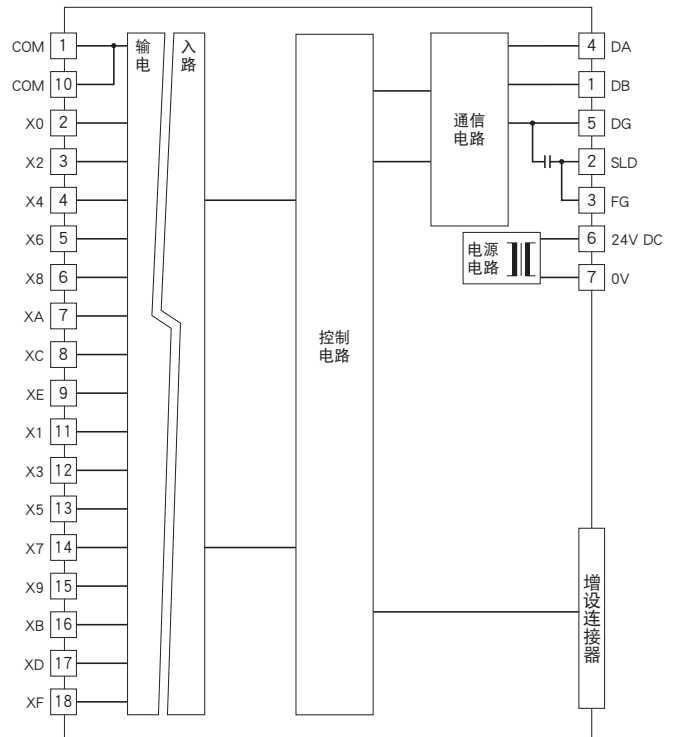 COM 1
COM 10
X0 2
X2 3
X4 4
X6 5
X8 6
XA 7
XC 8
XE 9
X1 11
X3 12
X5 13
X7 14
X9 15
XB 16
XD 17
XF 18
输入
电路
控制
电路
通信
电路
电源
电路
4 DA
1 DB
5 DG
2 SLD
3 FG
6 24V DC
7 0V
增设连接器